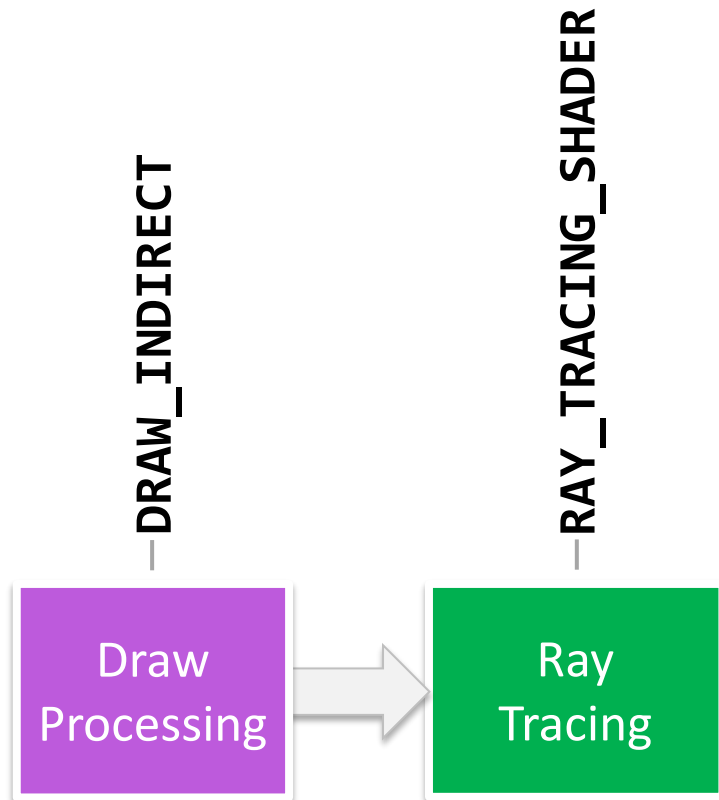 DRAW_INDIRECT
RAY_TRACING_SHADER
Draw
Processing
Ray
Tracing